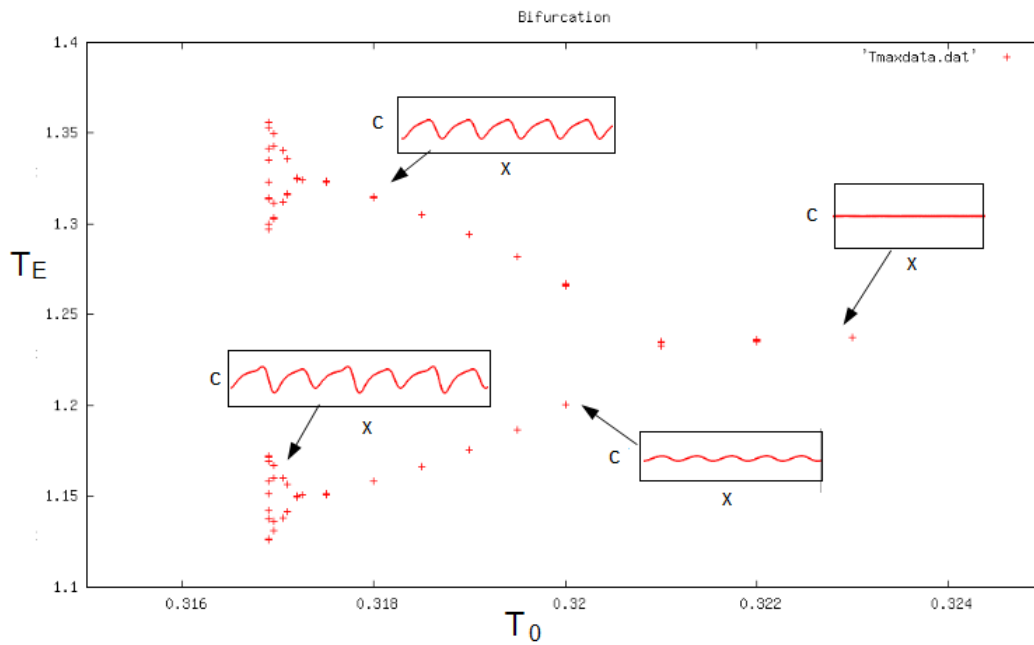 Bifurcation
1.4
'Tmaxdata.dat'
C
X
1.35
C
X
1.3
T_E
1.25
C
X
1.2
C
X
1.15
1.1
0.316
0.318
0.32
0.322
0.324
T_0